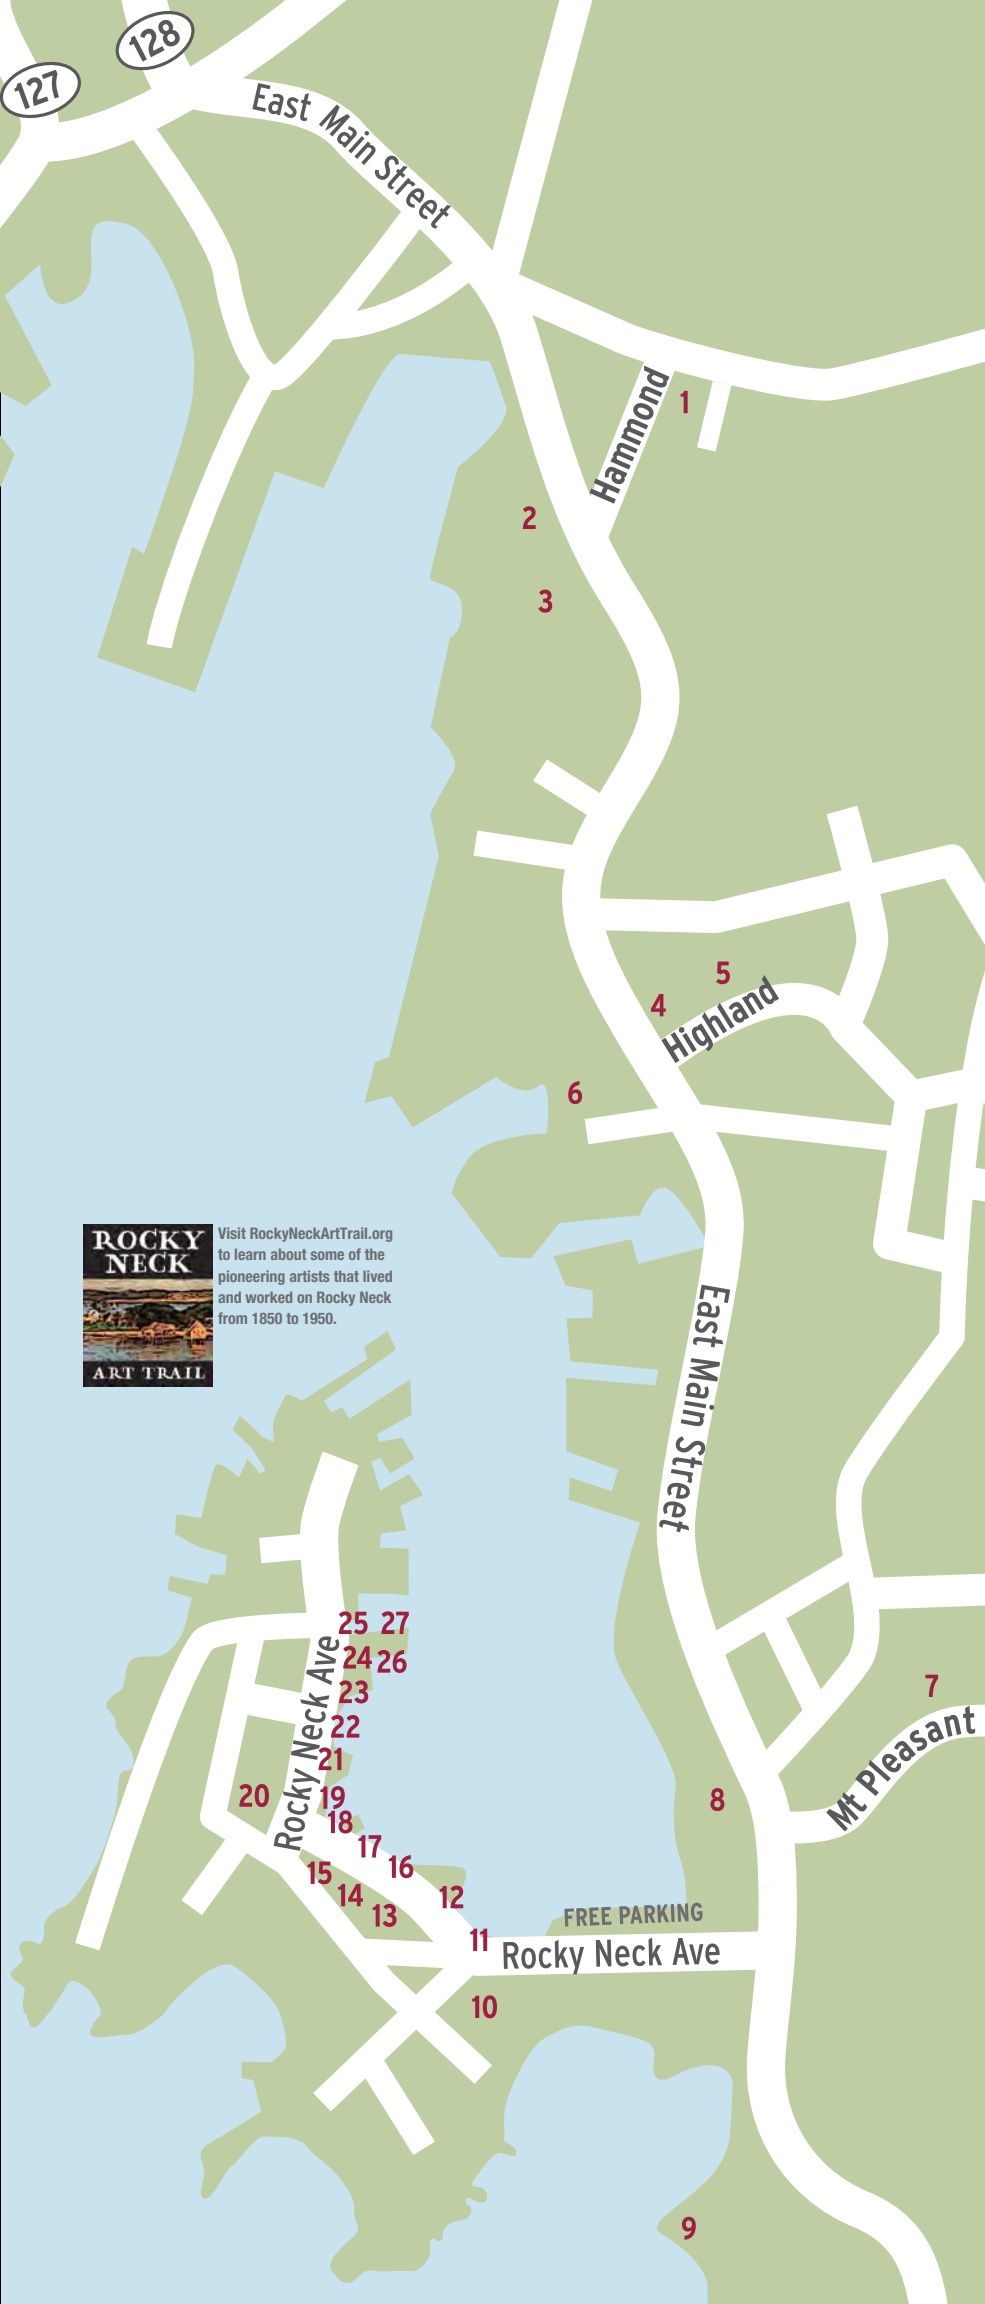 128
127
East Main Street
Hammond
1
2
3
5
4
Highland
6
ROCKY
NECK
ART TRAIL
Visit RockyNeckArtTrail.org
to learn about some of the
pioneering artists that lived
and worked on Rocky Neck
from 1850 to 1950.
East Main Street
25 27
24 26
23
22
21
20
19
18
17
16
15
14
13
12
11
10
Rocky Neck Ave
7
Mt Pleasant
8
FREE PARKING
Rocky Neck Ave
9